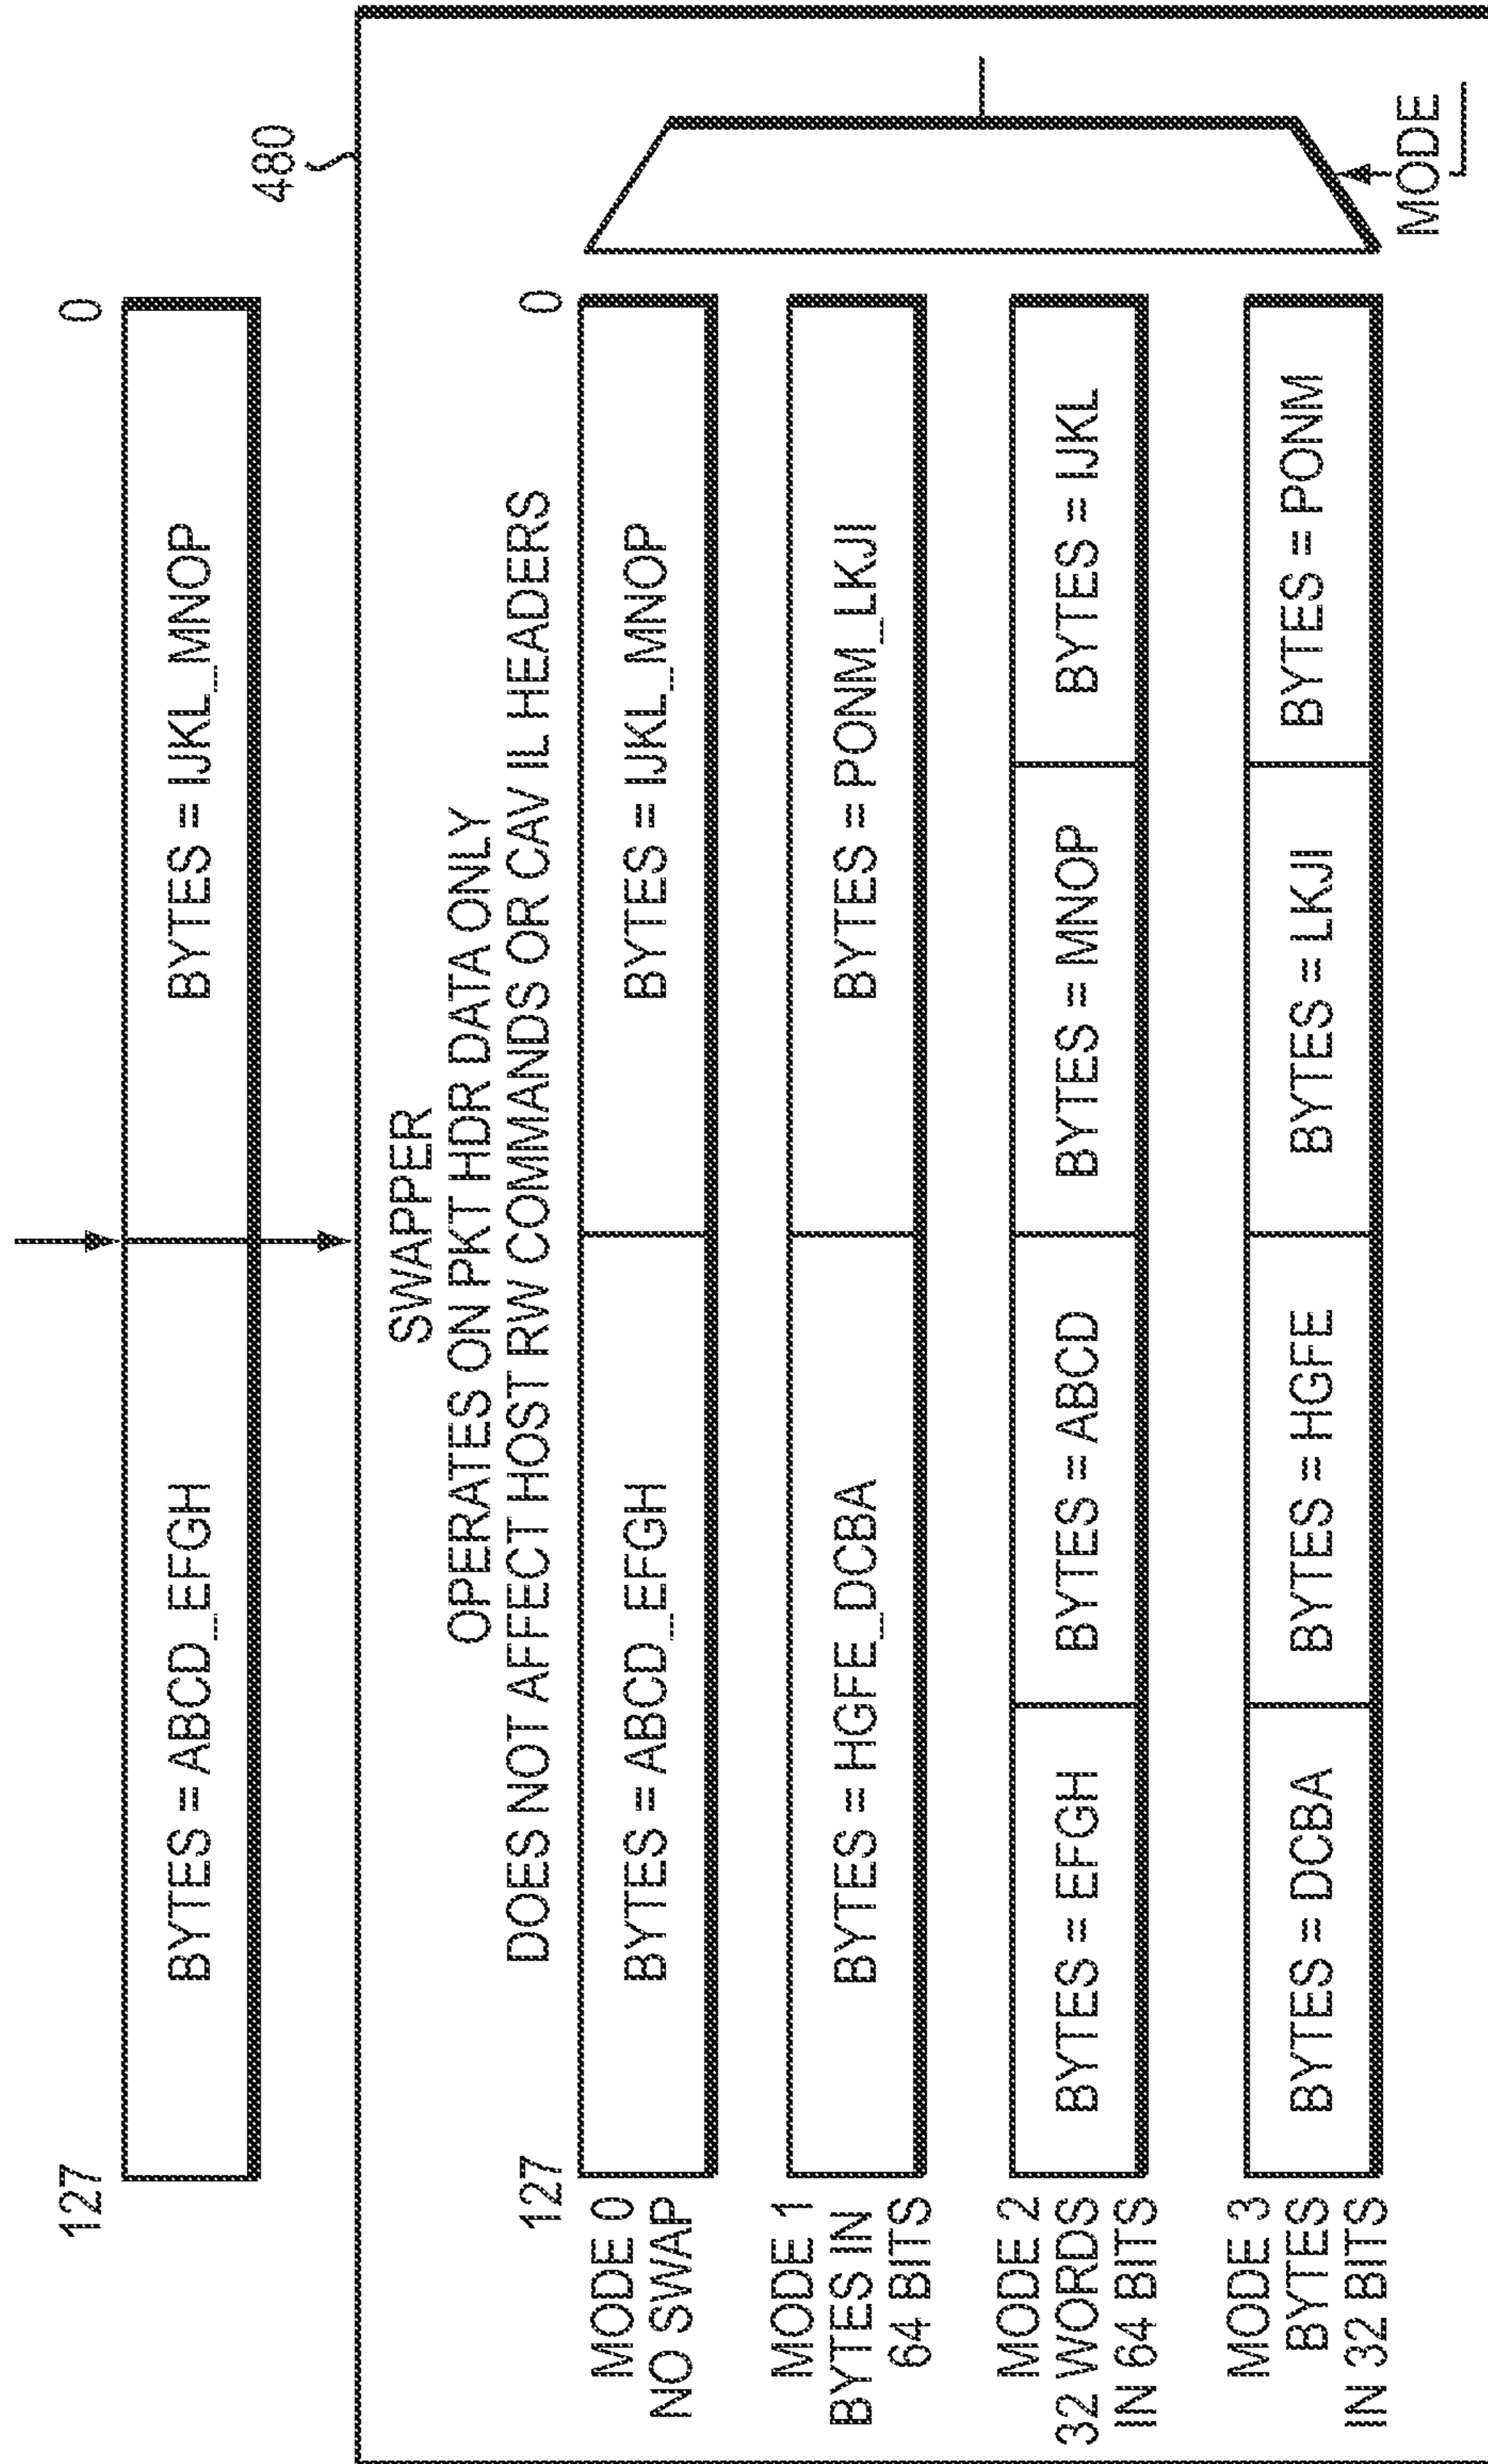 127
0
BYTES = ABCD_EFGH
BYTES = IJKL_MNOP
480
SWAPPER
OPERATES ON PKT HDR DATA ONLY
DOES NOT AFFECT HOST RW COMMANDS OR CAV IL HEADERS
127
0
MODE 0
NO SWAP
BYTES = ABCD_EFGH
BYTES = IJKL_MNOP
MODE 1
BYTES IN
64 BITS
BYTES = HGFE_DCBA
BYTES = PONM_LKJI
MODE 2
32 WORDS
IN 64 BITS
BYTES = EFGH
BYTES = ABCD
BYTES = MNOP
BYTES = IJKL
MODE 3
BYTES
IN 32 BITS
BYTES = DCBA
BYTES = HGFE
BYTES = LKJI
BYTES = PONM
MODE